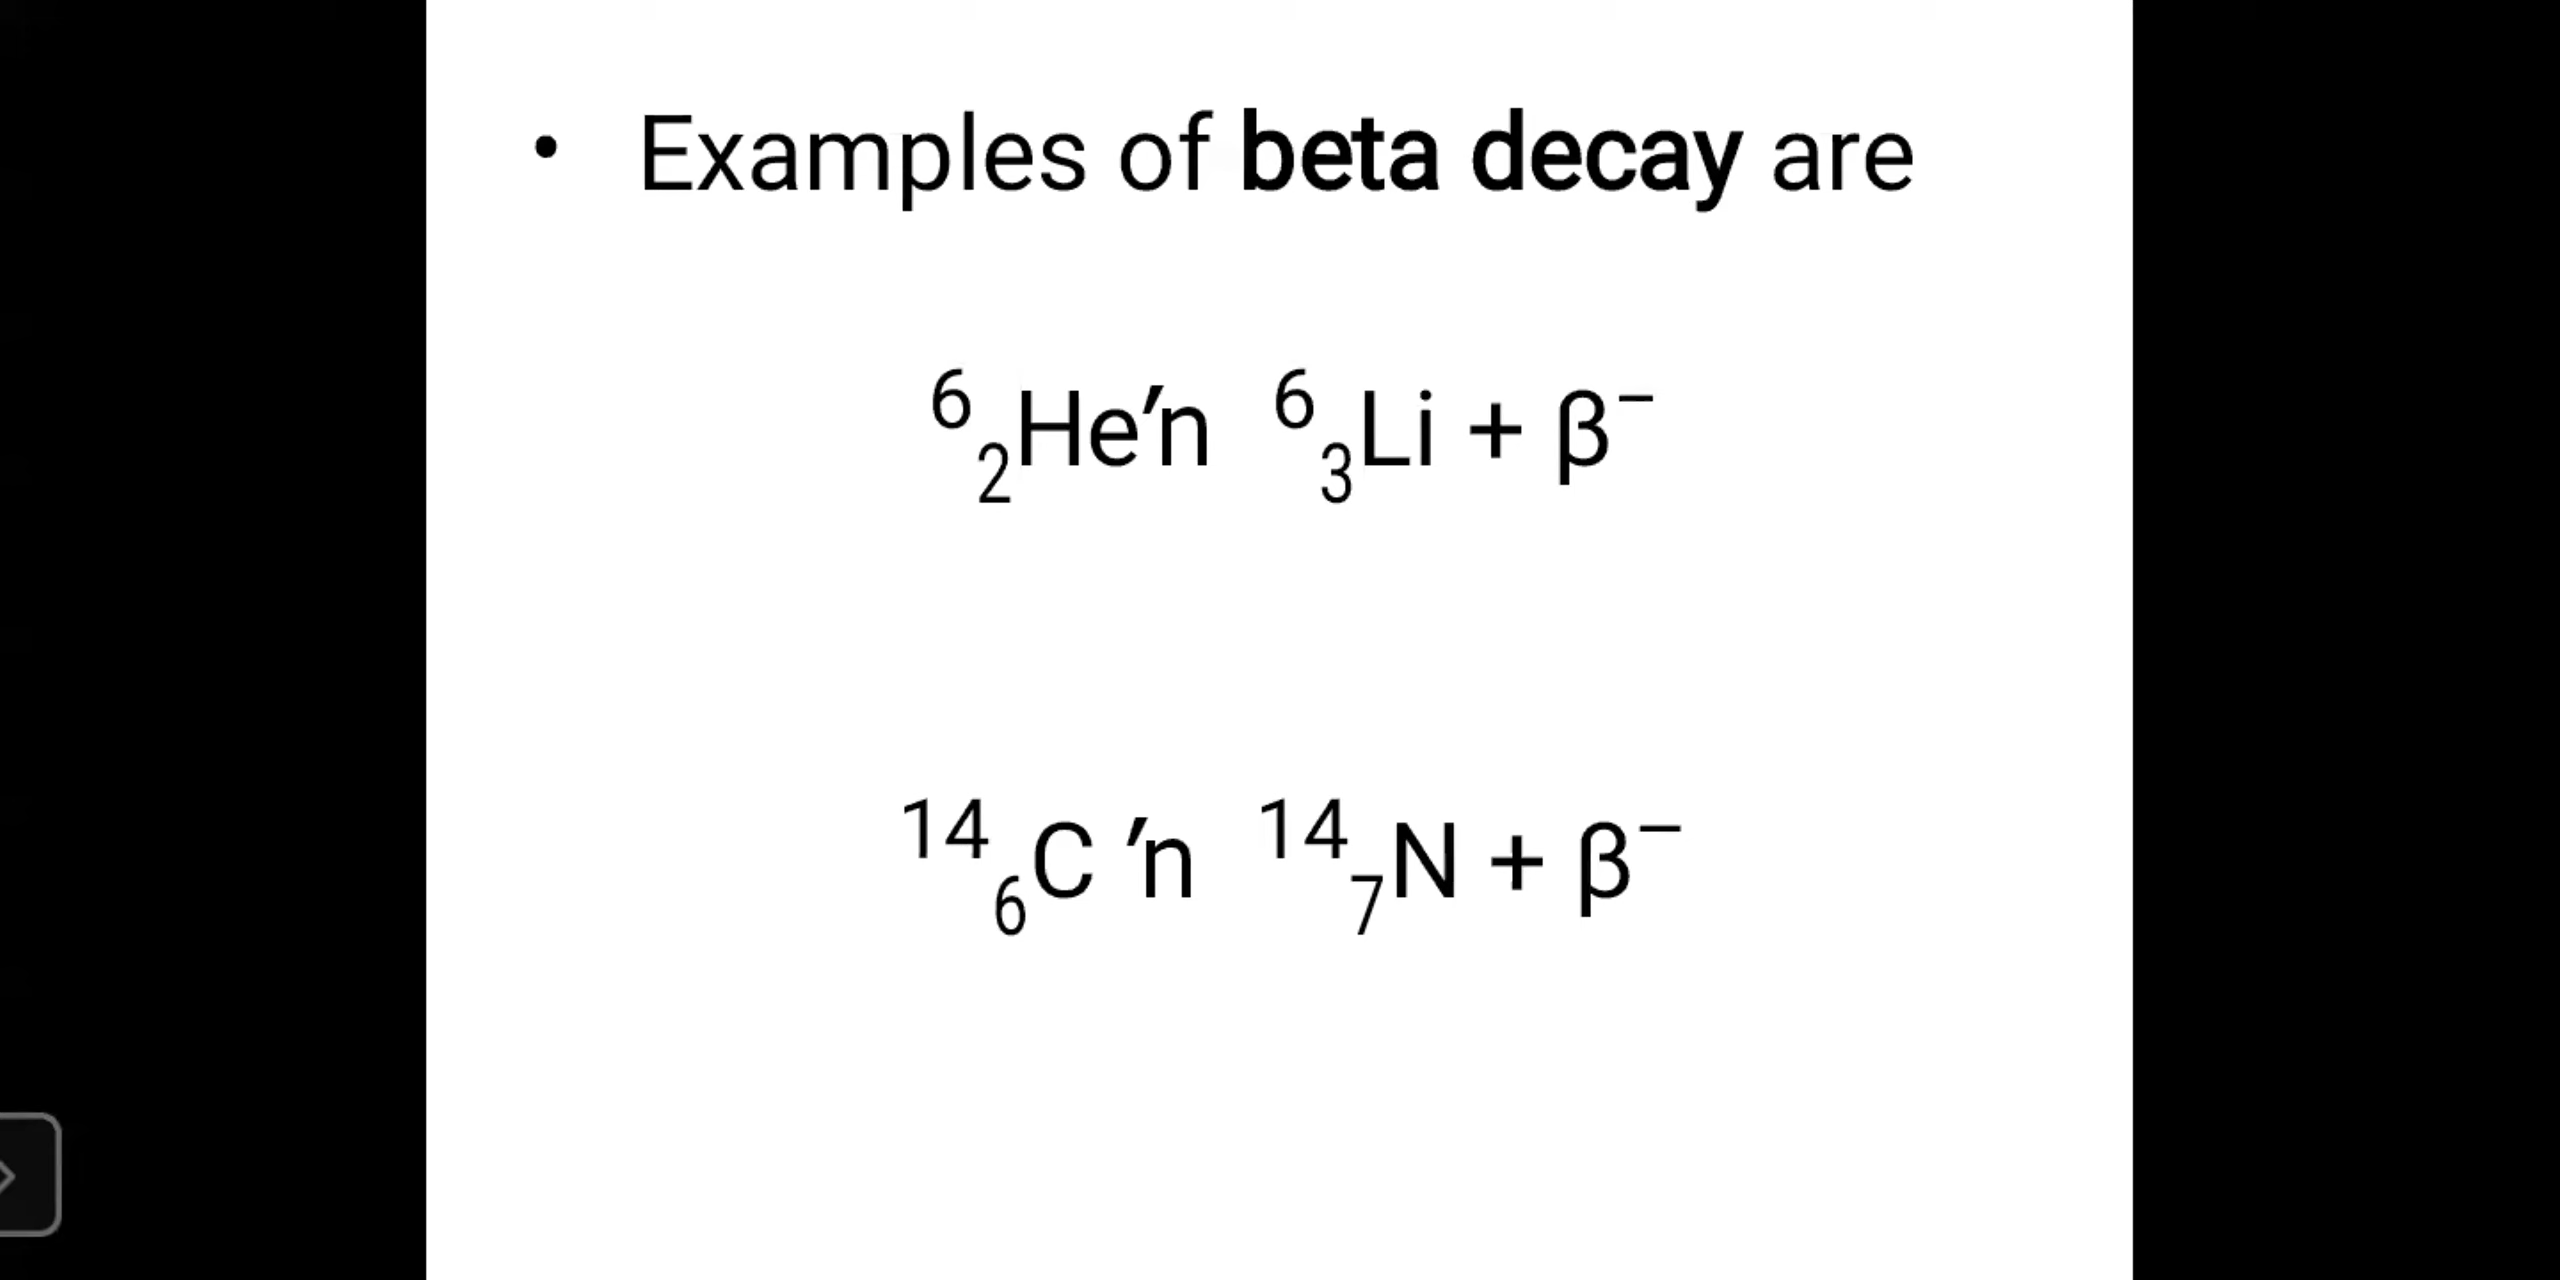 • Examples of beta decay are
⁶₂He′n ⁶₃Li + β⁻
¹⁴₆C ′n ¹⁴₇N + β⁻